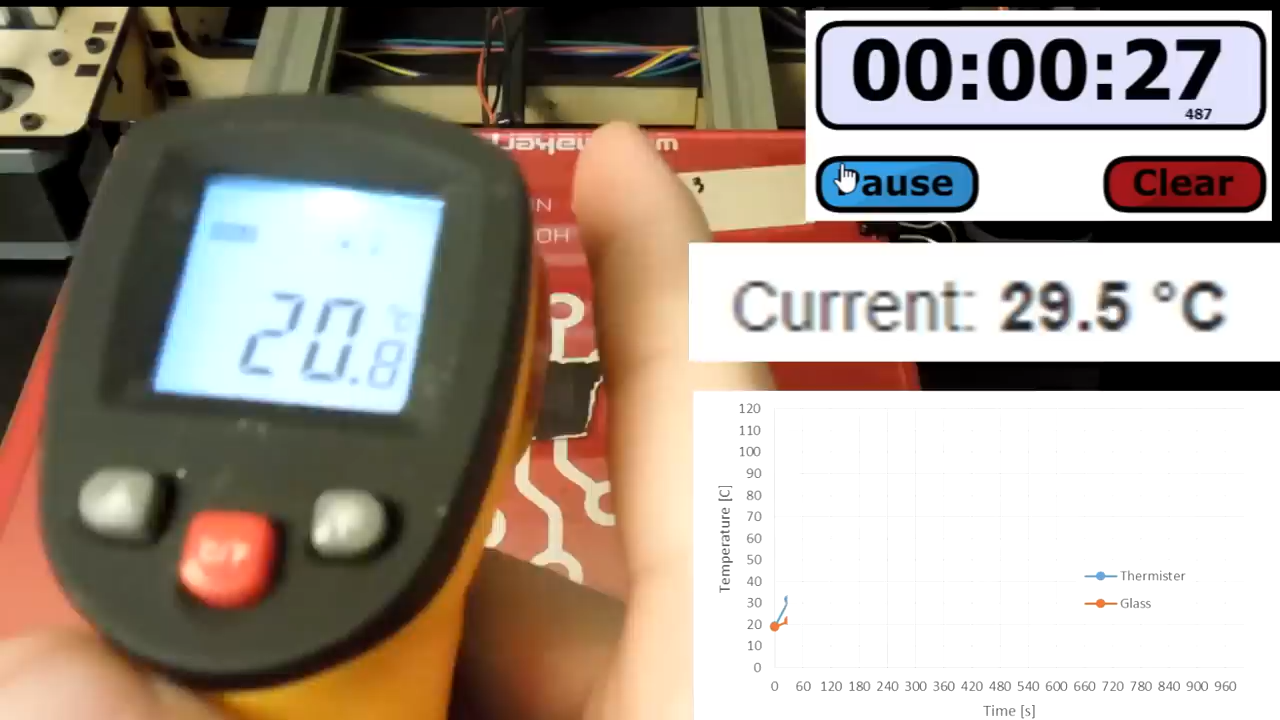 00:00:27
487
ause
Clear
Current: 29.5 °C
20.8
°C
C/F
3
OH
120
110
100
90
80
70
60
50
40
30
20
10
0
Temperature [C]
Thermister
Glass
0 60 120 180 240 300 360 420 480 540 600 660 720 780 840 900 960
Time [s]